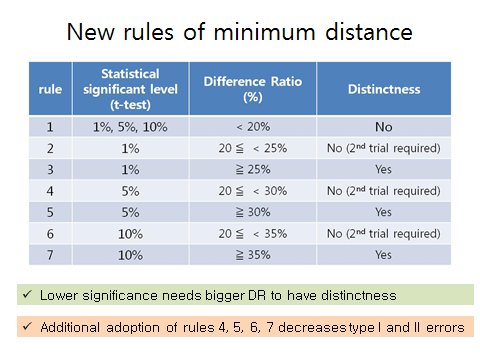 New rules of minimum distance
rule Statistical significant level (t-test) Difference Ratio (%) Distinctness
1 1%, 5%, 10% < 20% No
2 1% 20 ≦ < 25% No (2nd trial required)
3 1% ≧ 25% Yes
4 5% 20 ≦ < 30% No (2nd trial required)
5 5% ≧ 30% Yes
6 10% 20 ≦ < 35% No (2nd trial required)
7 10% ≧ 35% Yes
✓ Lower significance needs bigger DR to have distinctness
✓ Additional adoption of rules 4, 5, 6, 7 decreases type I and II errors